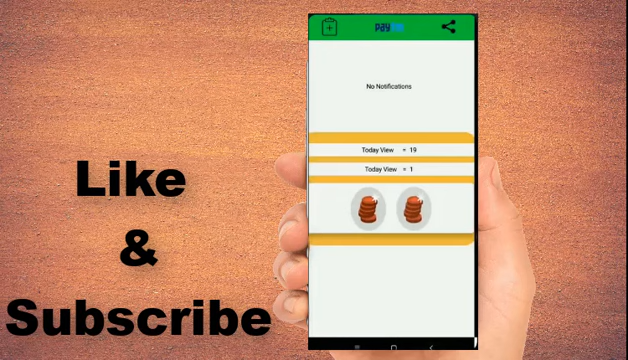 Pay
No Notifications
Today View = 19
Today View = 1
Like
&
Subscribe